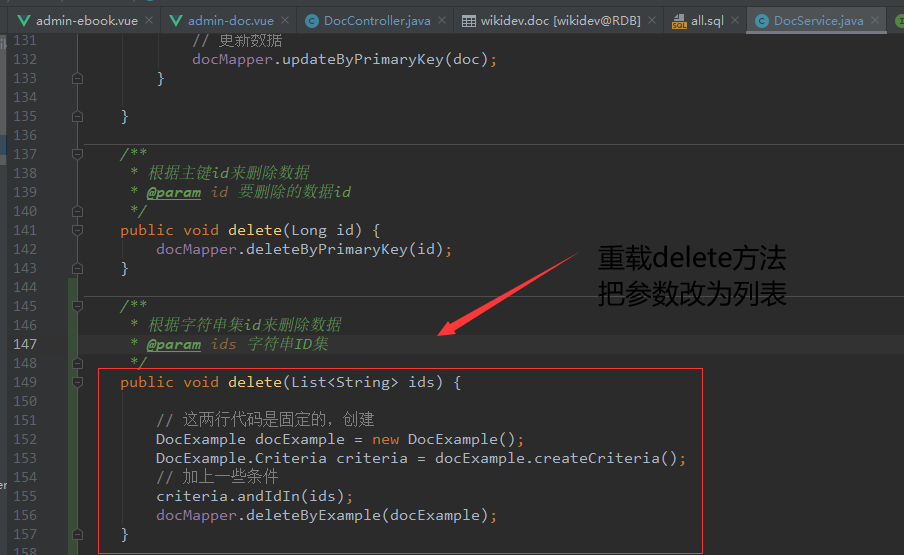 admin-ebook.vue × admin-doc.vue × DocController.java × wikidev.doc [wikidev@RDB] × all.sql × DocService.java ×
131 // 更新数据
132 docMapper.updateByPrimaryKey(doc);
133 }
134
135 }
136
137 /**
138 * 根据主键id来删除数据
139 * @param id 要删除的数据id
140 */
141 public void delete(Long id) {
142 docMapper.deleteByPrimaryKey(id);
143 }
重载delete方法
把参数改为列表
144
145 /**
146 * 根据字符串集id来删除数据
147 * @param ids 字符串ID集
148 */
149 public void delete(List<String> ids) {
150
151 // 这两行代码是固定的，创建
152 DocExample docExample = new DocExample();
153 DocExample.Criteria criteria = docExample.createCriteria();
154 // 加上一些条件
155 criteria.andIdIn(ids);
156 docMapper.deleteByExample(docExample);
157 }
158